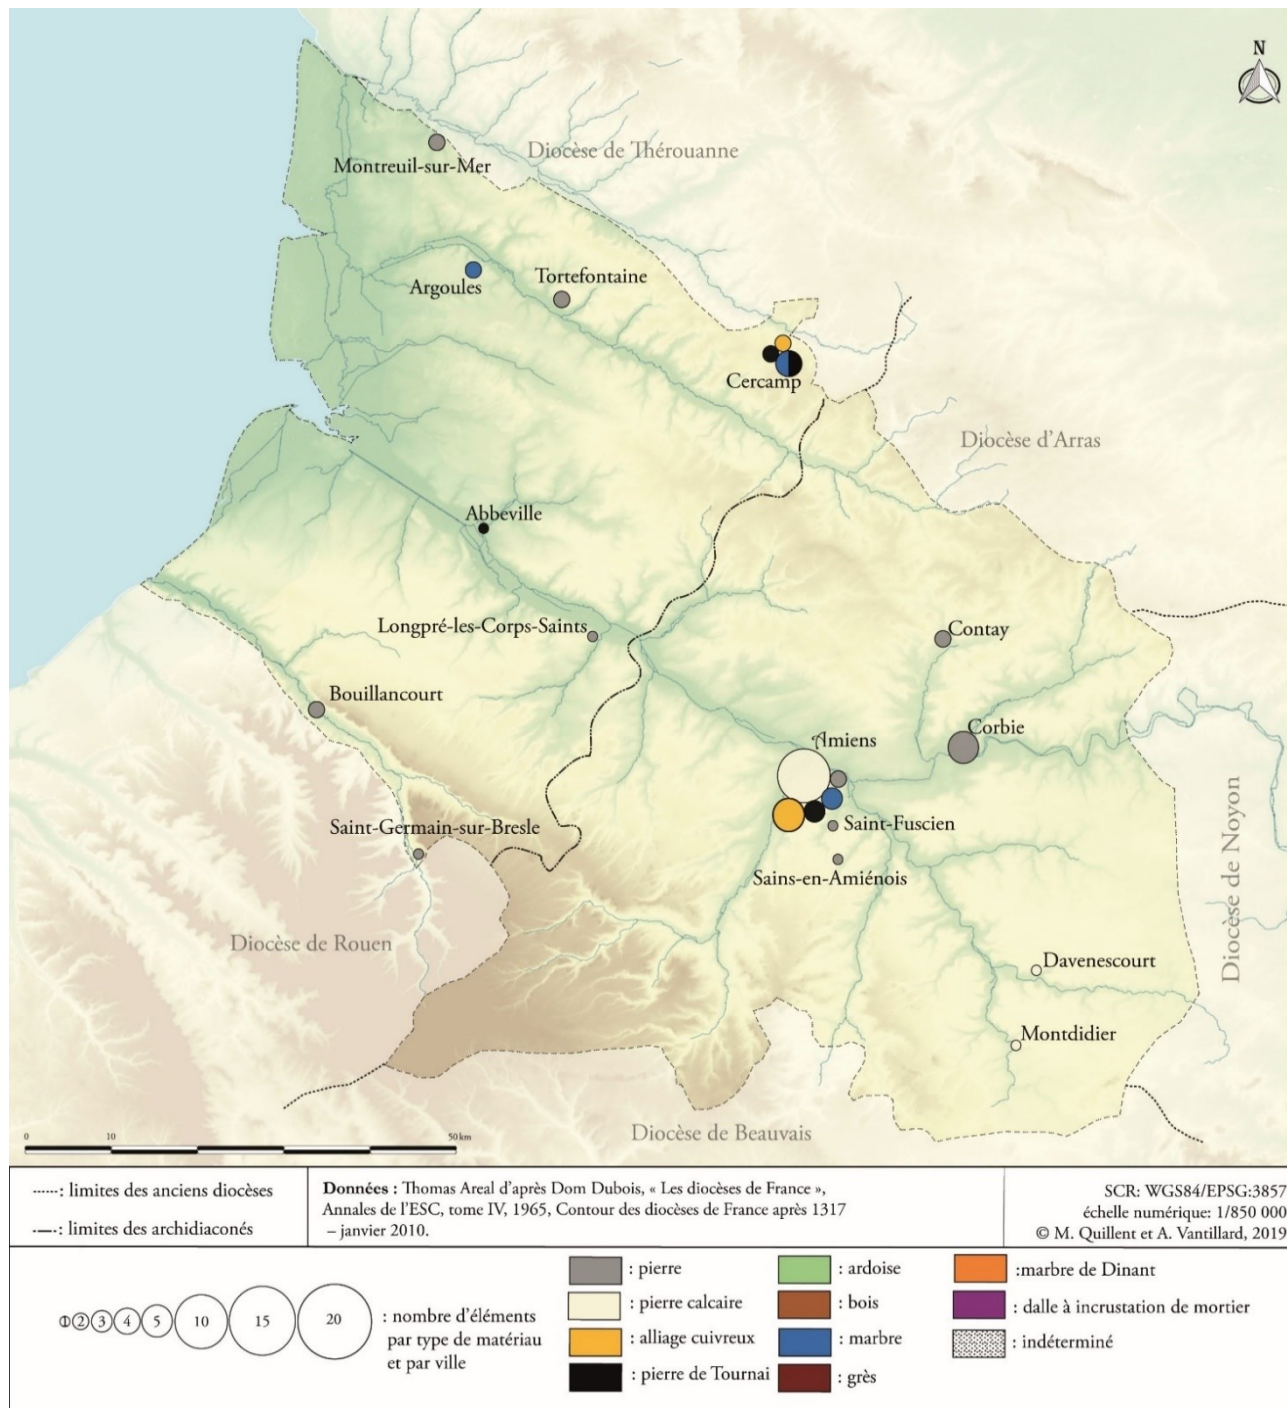 N
Diocèse de Thérouanne
Montreuil-sur-Mer
Tortefontaine
Argoules
Cercamp
Diocèse d'Arras
Abbeville
Longpré-les-Corps-Saints
Contay
Bouillancourt
Corbie
Amiens
Saint-Germain-sur-Bresle
Saint-Fuscien
Sains-en-Amiénois
Diocèse de Noyon
Diocèse de Rouen
Davenescourt
Montdidier
Diocèse de Beauvais
0 10 50 km
: limites des anciens diocèses
: limites des archidiaconés
Données : Thomas Areal d'après Dom Dubois, « Les diocèses de France »,
Annales de l'ESC, tome IV, 1965, Contour des diocèses de France après 1317
– janvier 2010.
SCR: WGS84/EPSG:3857
échelle numérique: 1/850 000
© M. Quillent et A. Vantillard, 2019
1 2 3 4 5 10 15 20
: nombre d'éléments
par type de matériau
et par ville
: pierre
: pierre calcaire
: alliage cuivreux
: pierre de Tournai
: ardoise
: bois
: marbre
: grès
:marbre de Dinant
: dalle à incrustation de mortier
: indéterminé